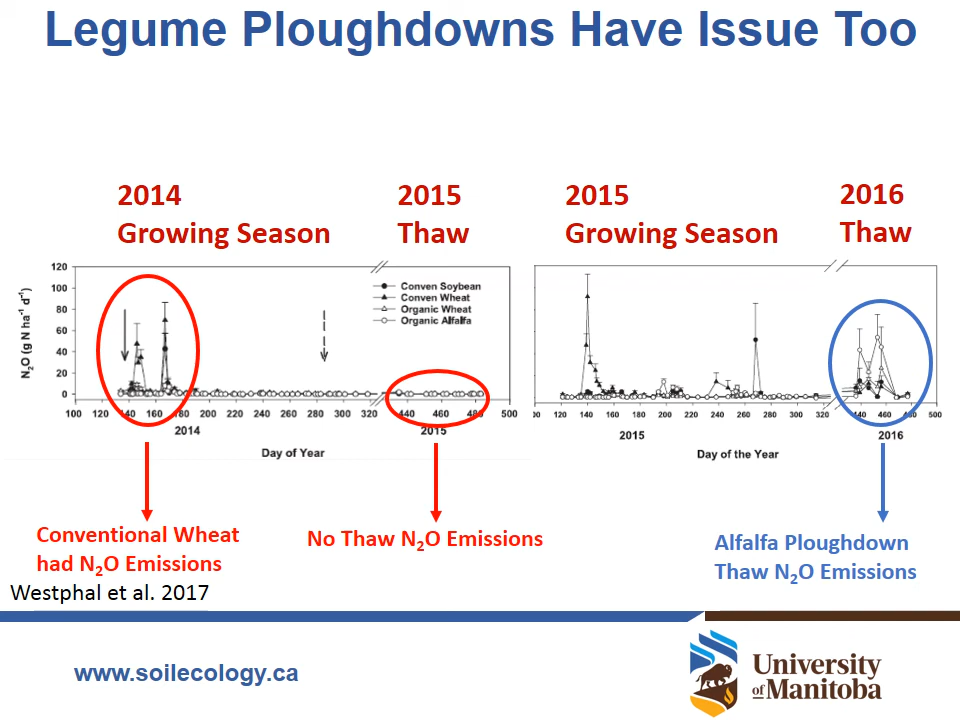 Legume Ploughdowns Have Issue Too
2014
Growing Season
2015
Thaw
2015
Growing Season
2016
Thaw
120
100
80
60
40
20
0
N₂O (g N ha⁻¹ d⁻¹)
Conven Soybean
Conven Wheat
Organic Wheat
Organic Alfalfa
100 120 140 160 180 200 220 240 260 280 300 320 440 460 480 500
2014
2015
Day of Year
00 120 140 160 180 200 220 240 260 280 300 320 440 460 480 500
2015
2016
Day of the Year
Conventional Wheat
had N₂O Emissions
No Thaw N₂O Emissions
Alfalfa Ploughdown
Thaw N₂O Emissions
Westphal et al. 2017
www.soilecology.ca
University
of Manitoba